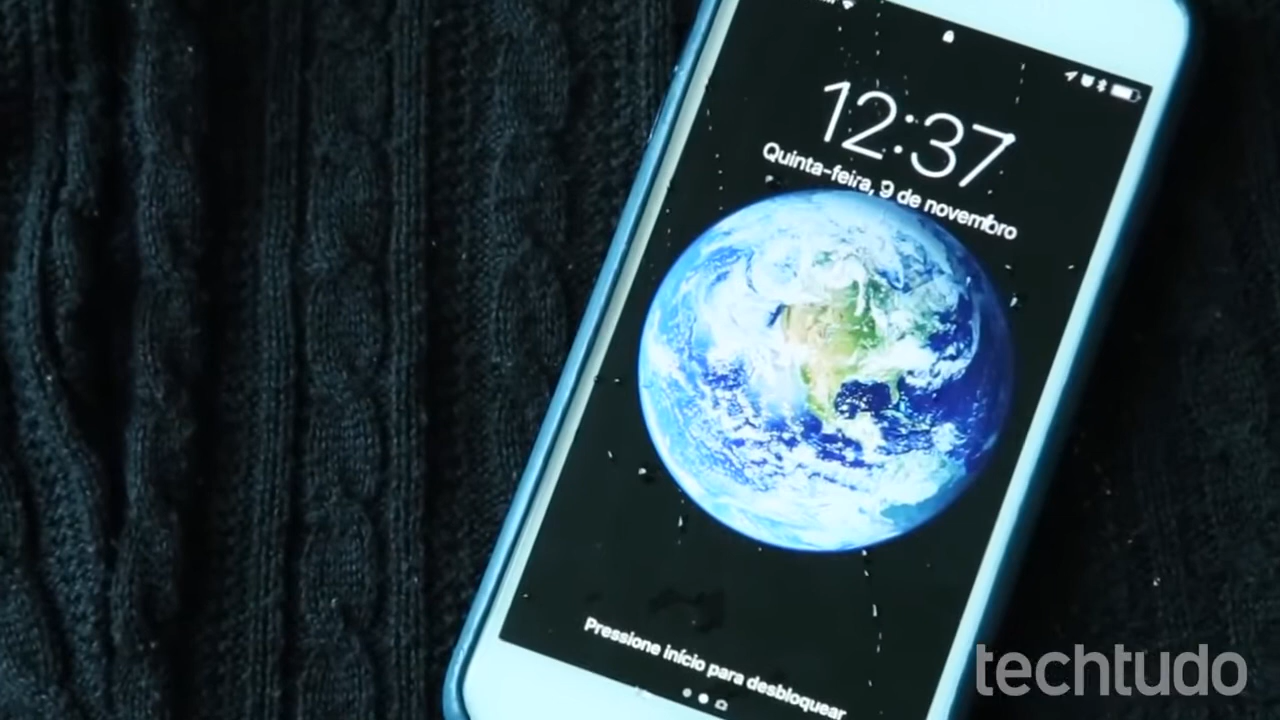 12:37
Quinta-feira, 9 de novembro
Pressione início para desbloquear
techtudo